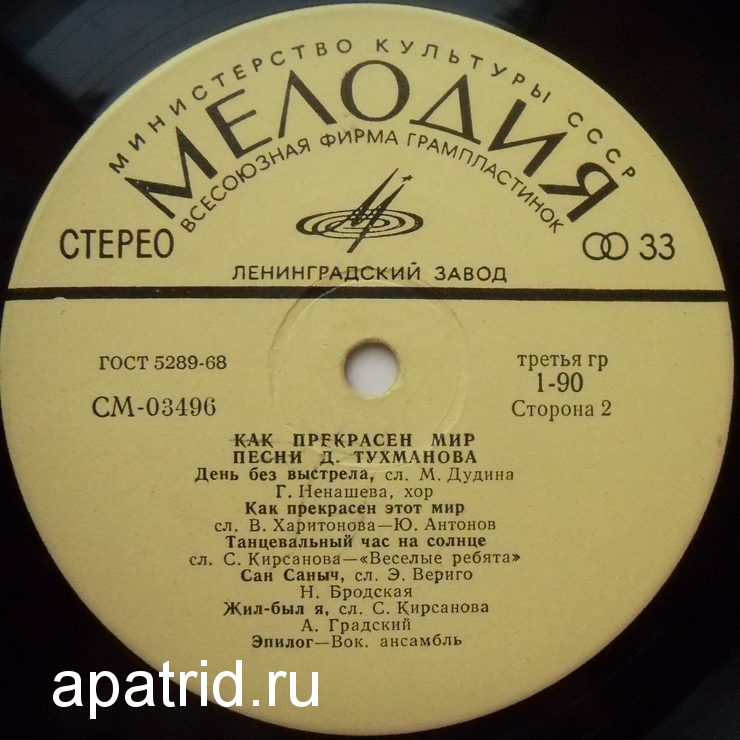 МИНИСТЕРСТВО КУЛЬТУРЫ СССР
МЕЛОДИЯ
ВСЕСОЮЗНАЯ ФИРМА ГРАМПЛАСТИНОК
СТЕРЕО
33
ЛЕНИНГРАДСКИЙ ЗАВОД
ГОСТ 5289-68
третья гр
СМ-03496
1-90
Сторона 2
КАК ПРЕКРАСЕН МИР
ПЕСНИ Д. ТУХМАНОВА
День без выстрела, сл. М. Дудина
Г. Ненашева, хор
Как прекрасен этот мир
сл. В. Харитонова—Ю. Антонов
Танцевальный час на солнце
сл. С. Кирсанова—«Веселые ребята»
Сан Саныч, сл. Э. Вериго
Н. Бродская
Жил-был я, сл. С. Кирсанова
А. Градский
Эпилог—Вок. ансамбль
apatrid.ru